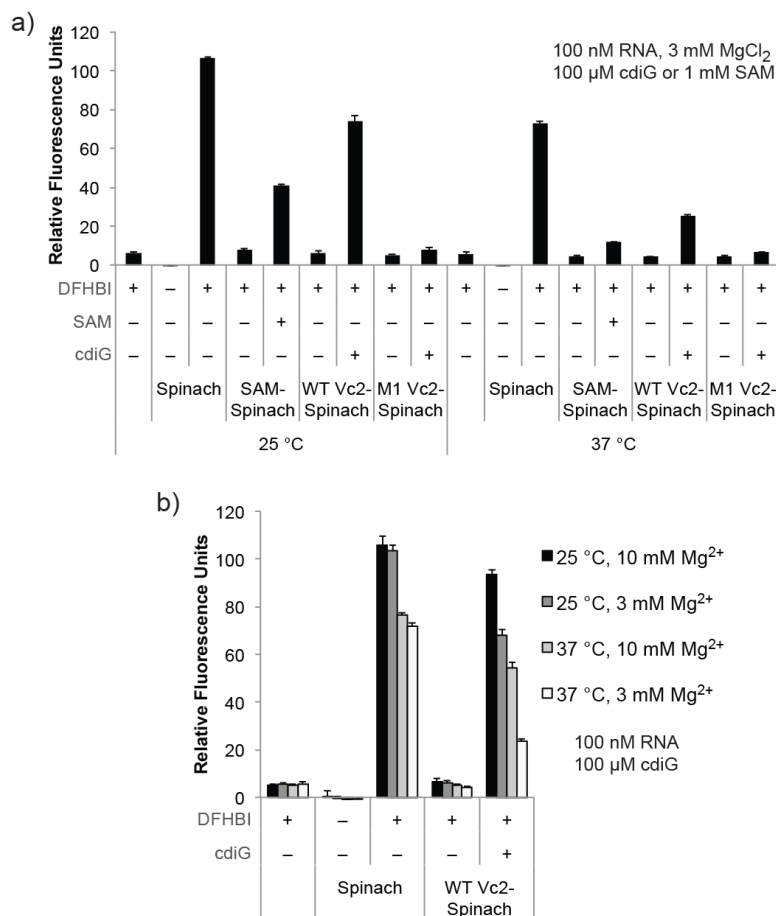 a)
Relative Fluorescence Units
120
100
80
60
40
20
0
100 nM RNA, 3 mM MgCl₂
100 µM cdiG or 1 mM SAM
DFHBI + – + + + + + + + + – + + + + + + +
SAM – – – – + – – – – – – – – + – – – –
cdiG – – – – – – + – + – – – – – – + – +
Spinach SAM-Spinach WT Vc2-Spinach M1 Vc2-Spinach Spinach SAM-Spinach WT Vc2-Spinach M1 Vc2-Spinach
25 °C 37 °C
b)
Relative Fluorescence Units
120
100
80
60
40
20
0
25 °C, 10 mM Mg²⁺
25 °C, 3 mM Mg²⁺
37 °C, 10 mM Mg²⁺
37 °C, 3 mM Mg²⁺
100 nM RNA
100 µM cdiG
DFHBI + – + + +
cdiG – – – – +
Spinach WT Vc2-
Spinach